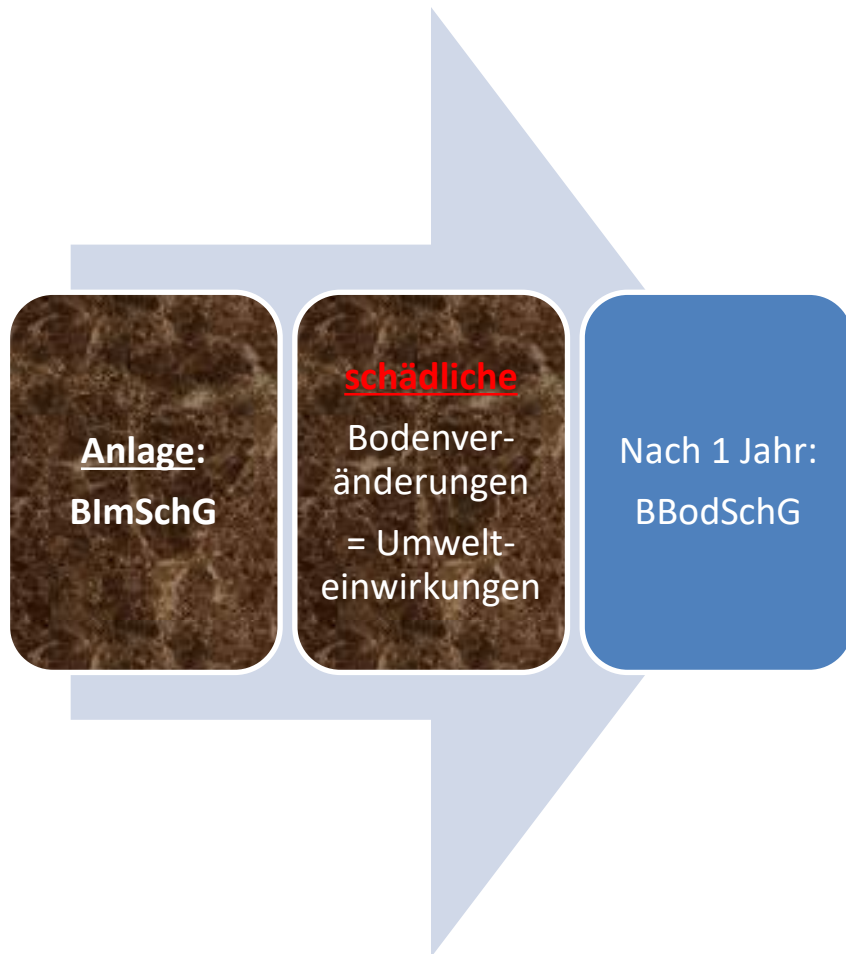 Anlage:
BImSchG
schädliche
Bodenver-
änderungen
= Umwelt-
einwirkungen
Nach 1 Jahr:
BBodSchG